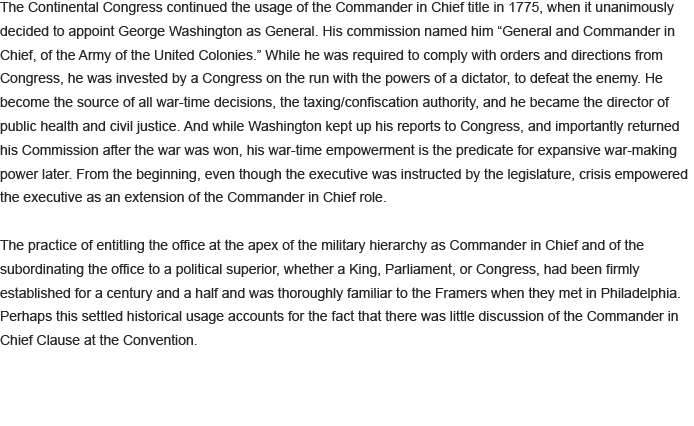 The Continental Congress continued the usage of the Commander in Chief title in 1775, when it unanimously
decided to appoint George Washington as General. His commission named him “General and Commander in
Chief, of the Army of the United Colonies.” While he was required to comply with orders and directions from
Congress, he was invested by a Congress on the run with the powers of a dictator, to defeat the enemy. He
become the source of all war-time decisions, the taxing/confiscation authority, and he became the director of
public health and civil justice. And while Washington kept up his reports to Congress, and importantly returned
his Commission after the war was won, his war-time empowerment is the predicate for expansive war-making
power later. From the beginning, even though the executive was instructed by the legislature, crisis empowered
the executive as an extension of the Commander in Chief role.
The practice of entitling the office at the apex of the military hierarchy as Commander in Chief and of the
subordinating the office to a political superior, whether a King, Parliament, or Congress, had been firmly
established for a century and a half and was thoroughly familiar to the Framers when they met in Philadelphia.
Perhaps this settled historical usage accounts for the fact that there was little discussion of the Commander in
Chief Clause at the Convention.